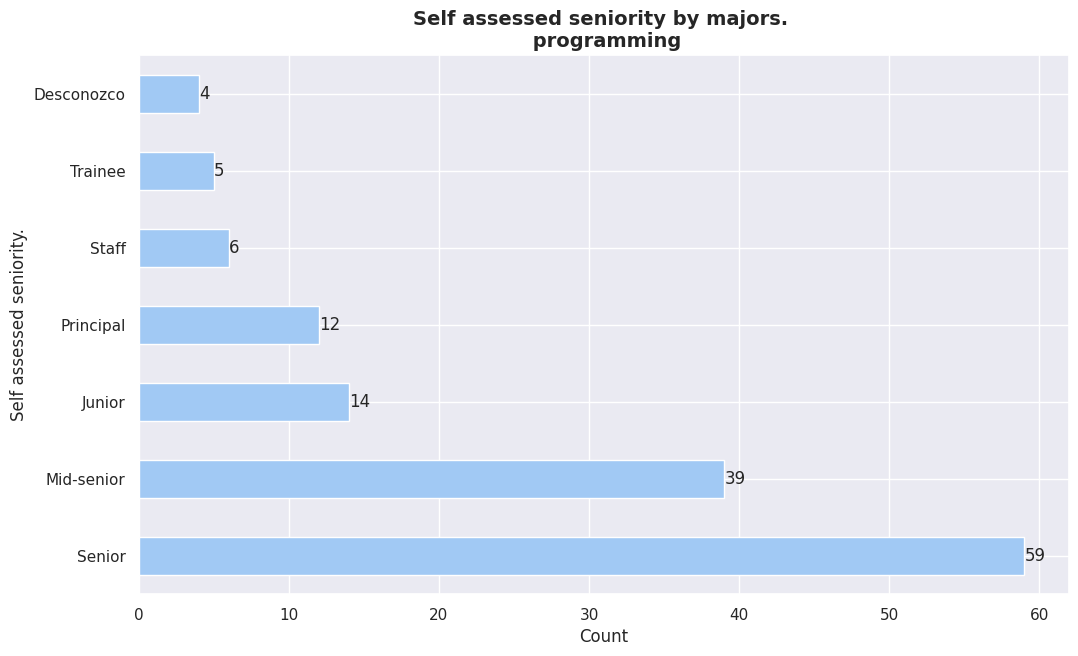 Self assessed seniority by majors.
programming
Desconozco
4
Trainee
5
Staff
6
Principal
12
Junior
14
Mid-senior
39
Senior
59
Self assessed seniority.
0 10 20 30 40 50 60
Count